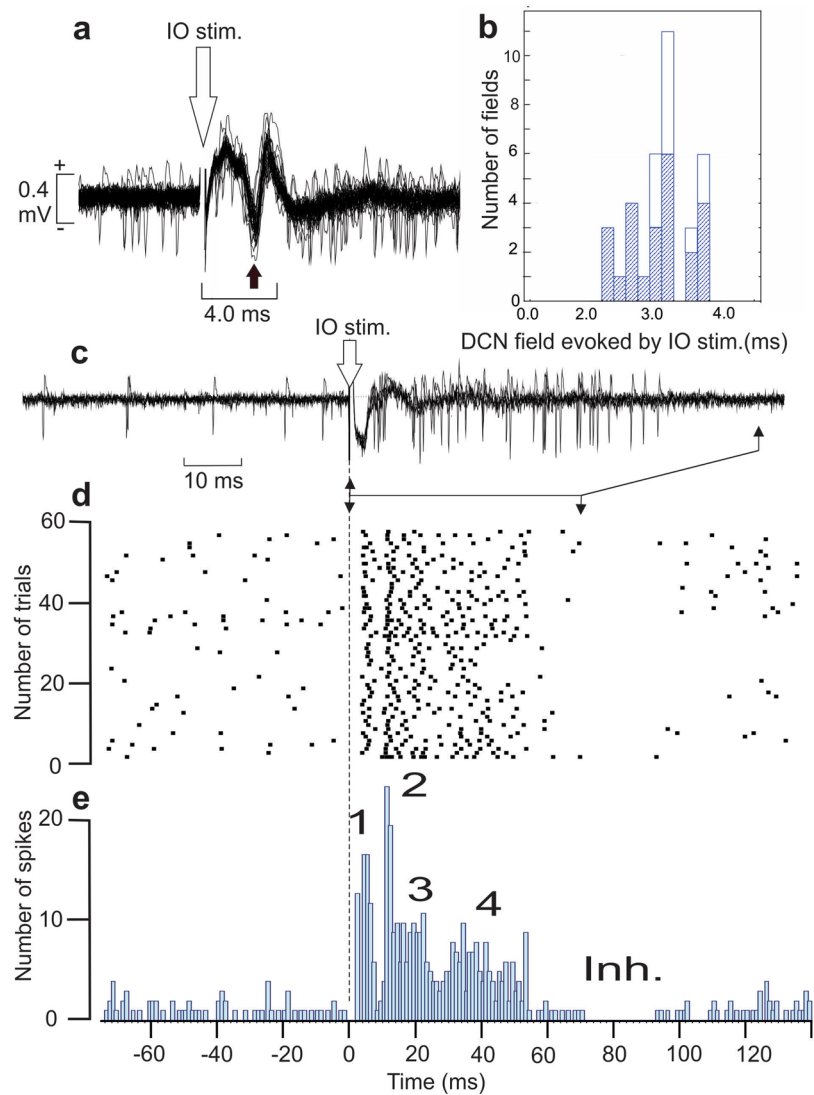 a
IO stim.
+
0.4
mV
-
4.0 ms
b
Number of fields
10
8
6
4
2
0
0.0
2.0
3.0
4.0
DCN field evoked by IO stim.(ms)
c
IO stim.
10 ms
d
Number of trials
60
40
20
0
e
Number of spikes
20
10
0
1
2
3
4
Inh.
-60
-40
-20
0
20
40
60
80
100
120
Time (ms)